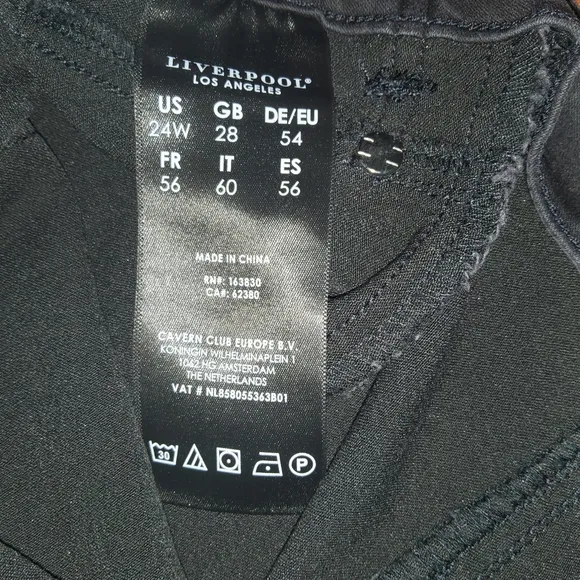 LIVERPOOL®
LOS ANGELES
US GB DE/EU
24W 28 54
FR IT ES
56 60 56
MADE IN CHINA
RN#: 163830
CA#: 62380
CAVERN CLUB EUROPE B.V.
KONINGIN WILHELMINAPLEIN 1
1062 HG AMSTERDAM
THE NETHERLANDS
VAT # NL858055363B01
30 P